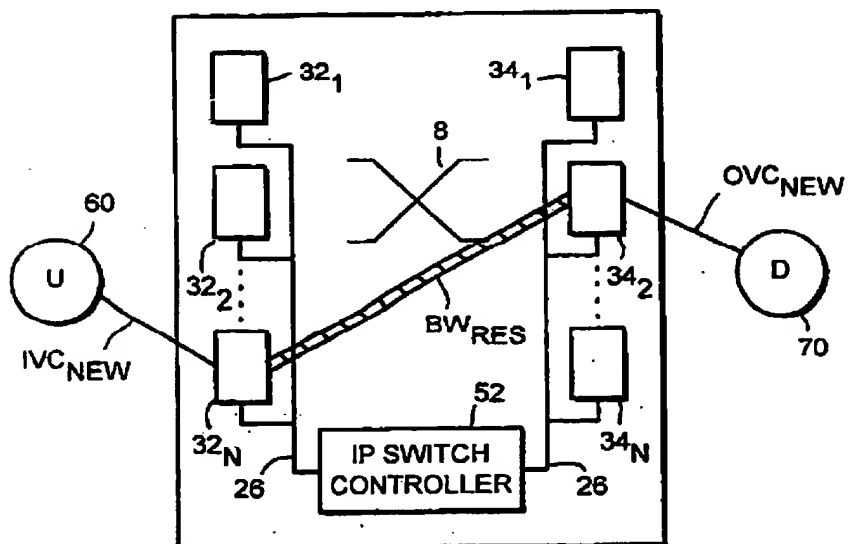 32₁
34₁
8
OVC_NEW
60
U
32₂
34₂
D
IVC_NEW
BW_RES
70
52
32_N
34_N
IP SWITCH
CONTROLLER
26
26